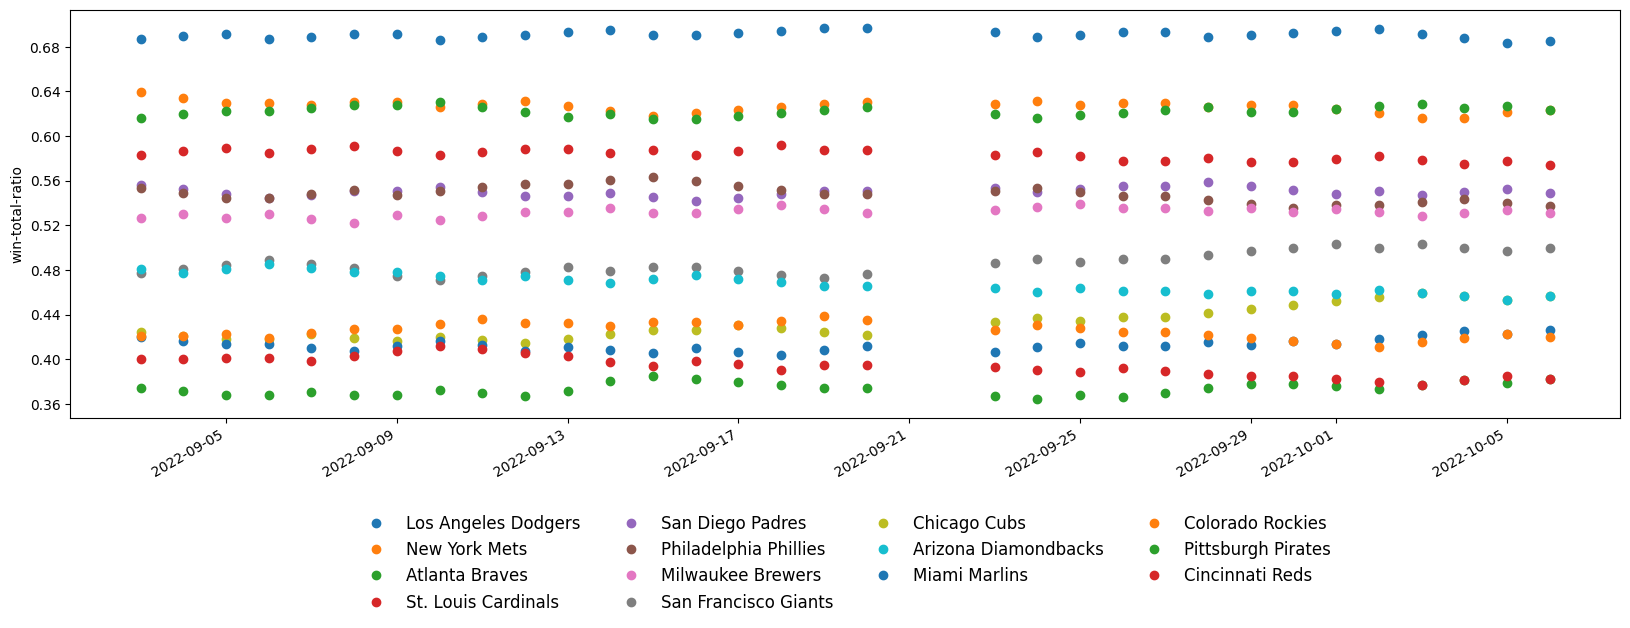 win-total-ratio
0.68
0.64
0.60
0.56
0.52
0.48
0.44
0.40
0.36
2022-09-05
2022-09-09
2022-09-13
2022-09-17
2022-09-21
2022-09-25
2022-09-29
2022-10-01
2022-10-05
Los Angeles Dodgers
New York Mets
Atlanta Braves
St. Louis Cardinals
San Diego Padres
Philadelphia Phillies
Milwaukee Brewers
San Francisco Giants
Chicago Cubs
Arizona Diamondbacks
Miami Marlins
Colorado Rockies
Pittsburgh Pirates
Cincinnati Reds